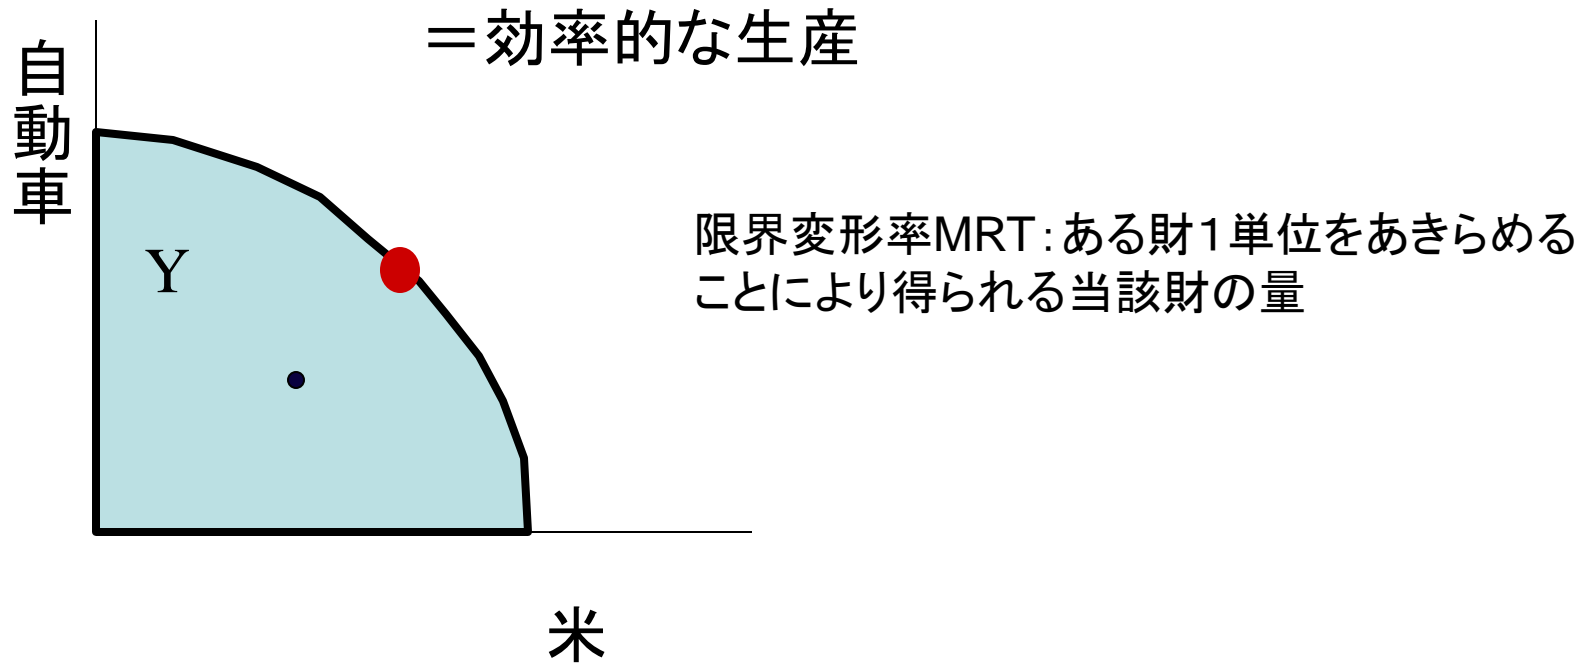 ＝効率的な生産
自動車
Y
限界変形率MRT：ある財１単位をあきらめる
ことにより得られる当該財の量
米